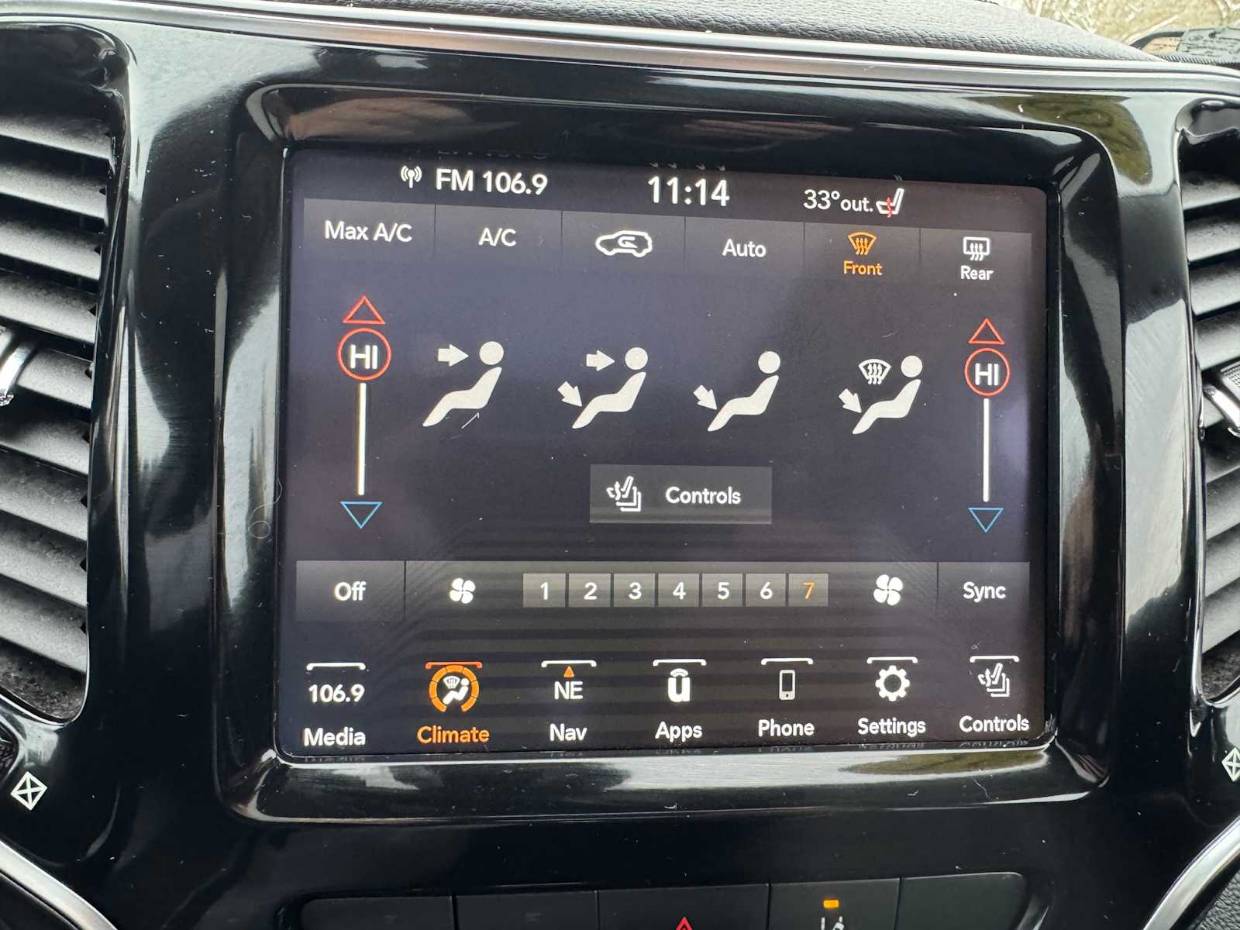 FM 106.9 11:14 33°out.
Max A/C A/C Auto Front Rear
HI HI
Controls
Off 1 2 3 4 5 6 7 Sync
106.9 NE
Media Climate Nav Apps Phone Settings Controls